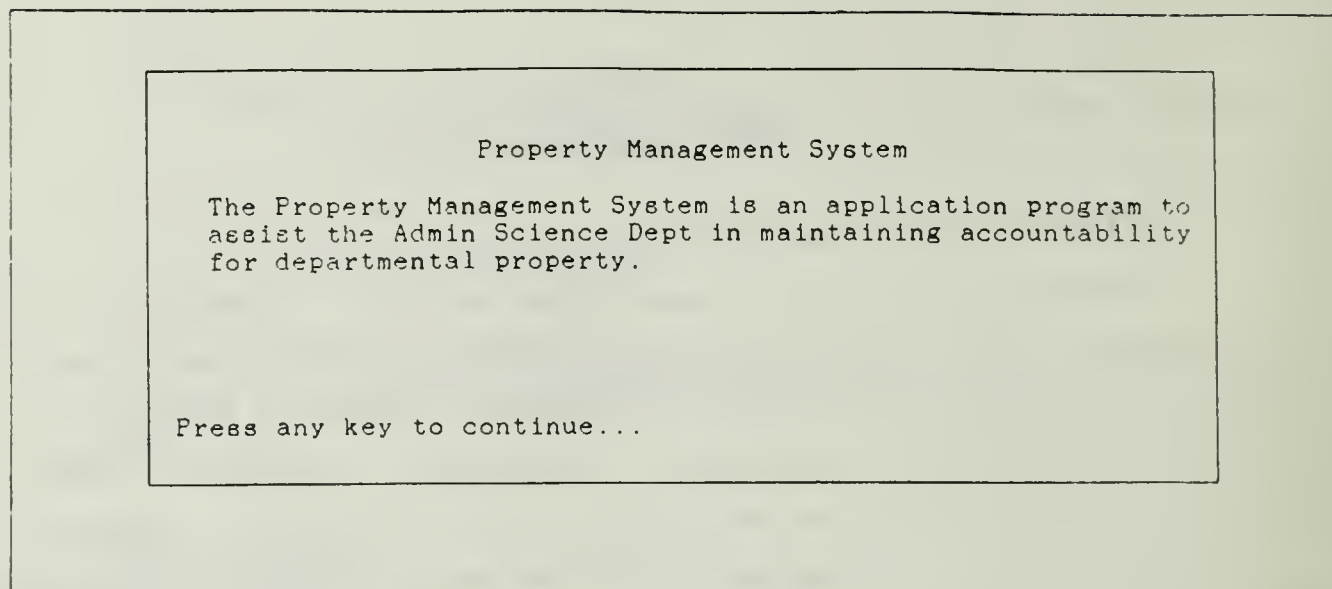 Property Management System
The Property Management System is an application program to
assist the Admin Science Dept in maintaining accountability
for departmental property.
Press any key to continue...